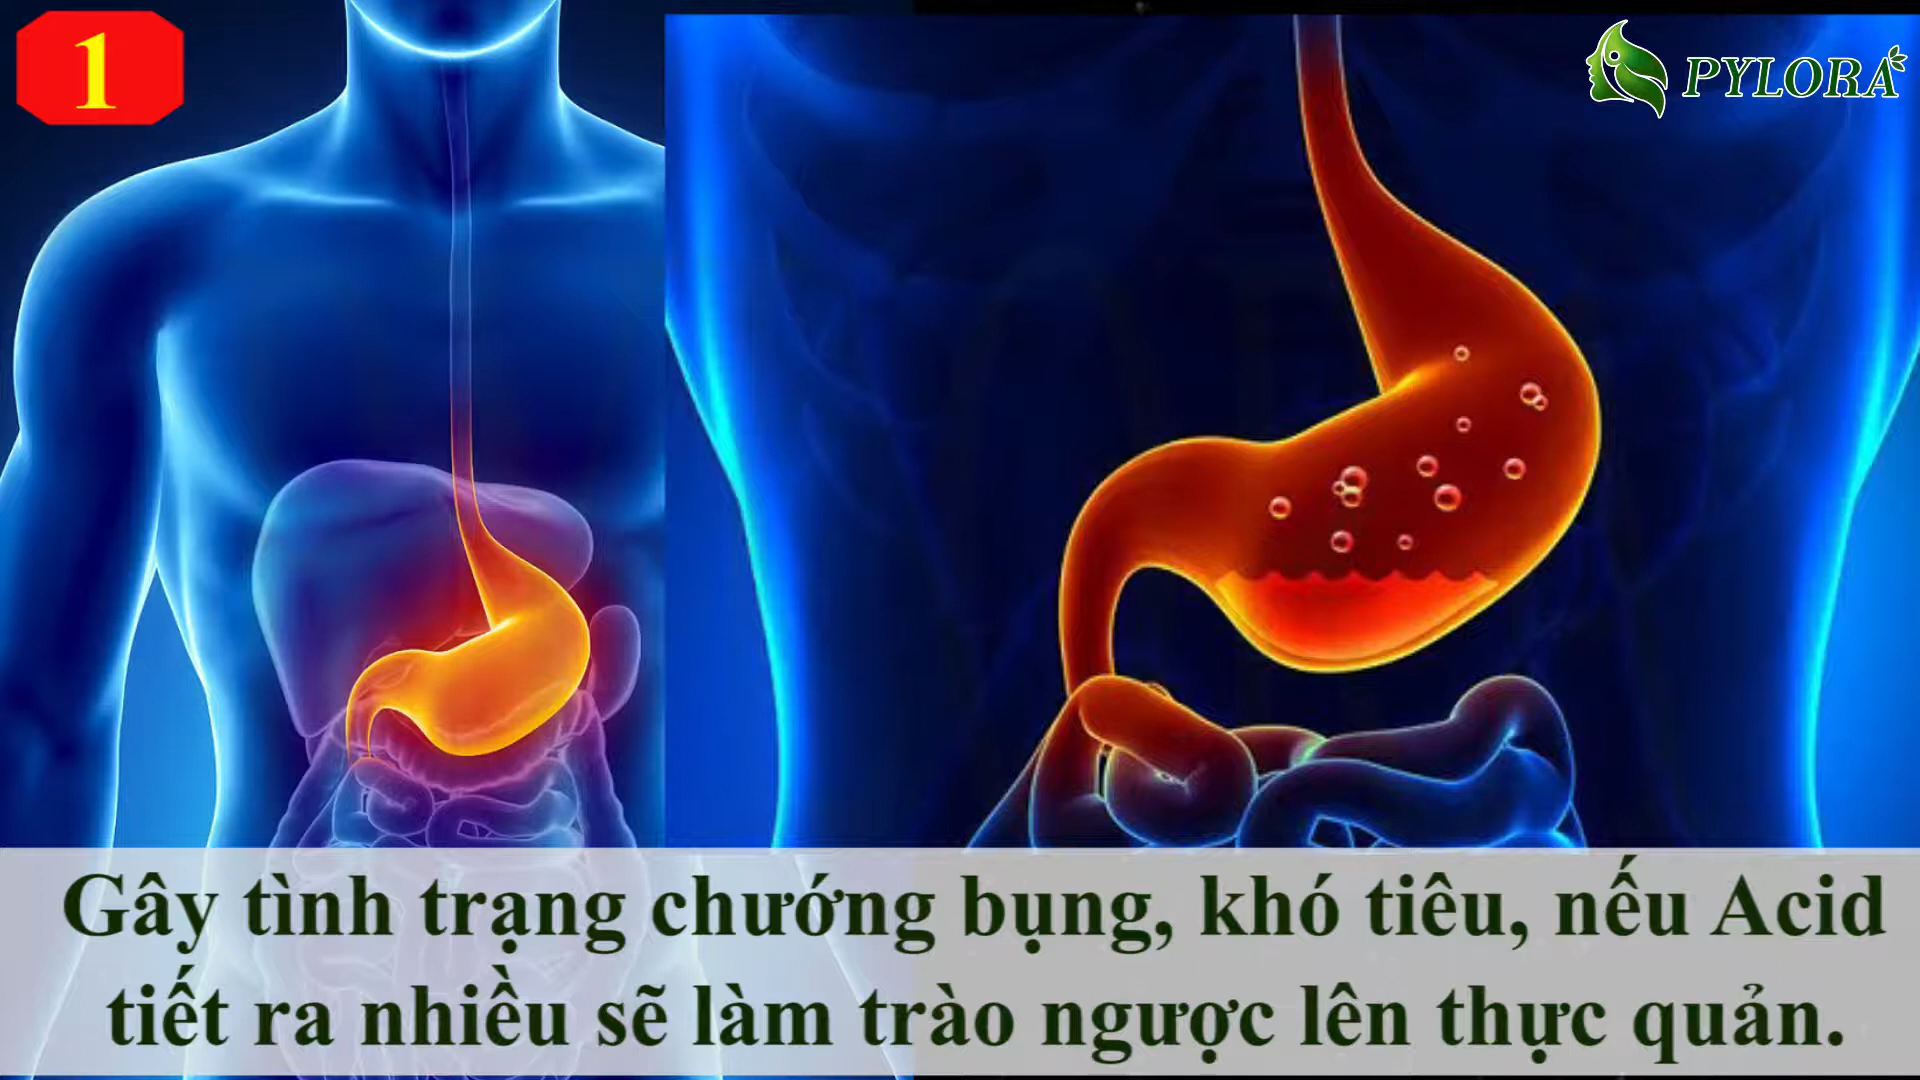 1
PYLORA
Gây tình trạng chướng bụng, khó tiêu, nếu Acid
tiết ra nhiều sẽ làm trào ngược lên thực quản.